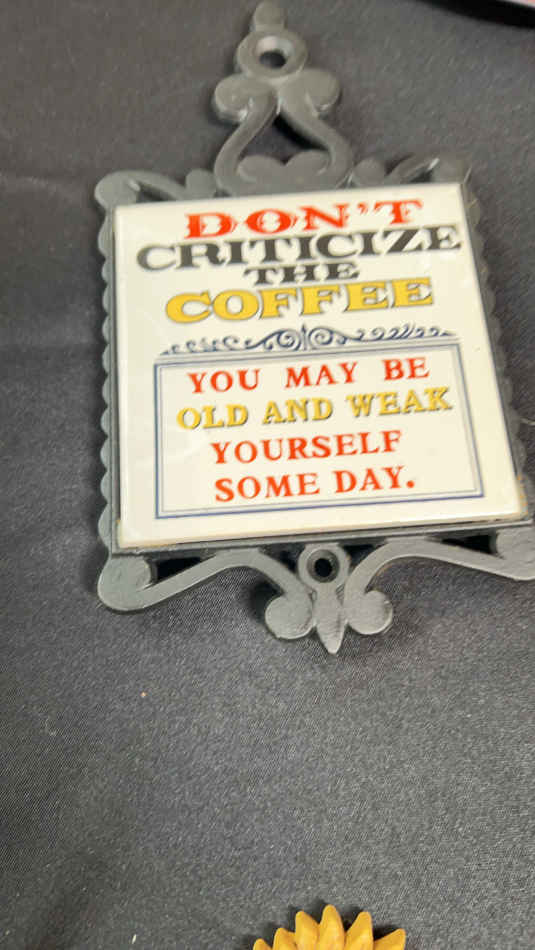 DON'T
CRITICIZE
THE
COFFEE
YOU MAY BE
OLD AND WEAK
YOURSELF
SOME DAY.